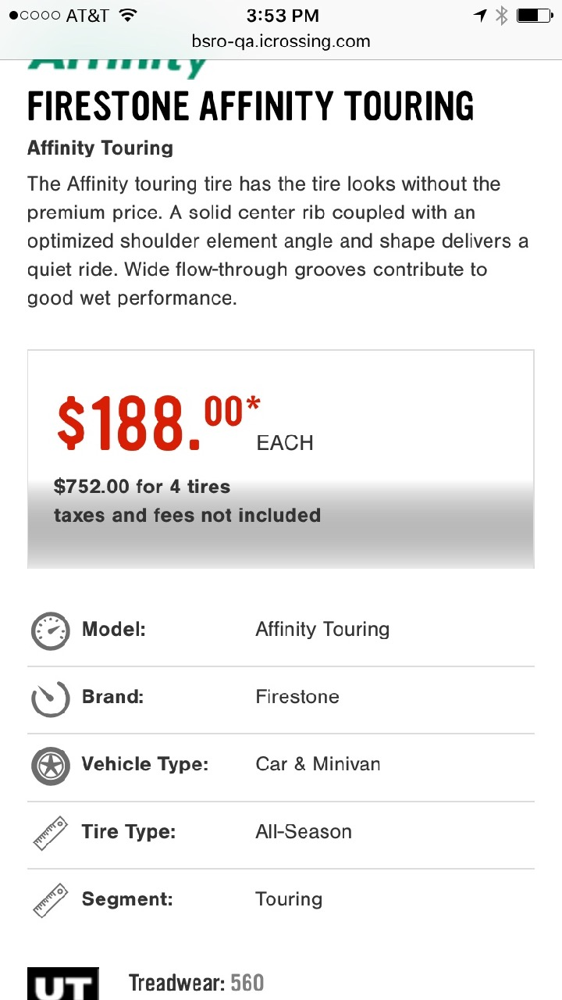 AT&T 3:53 PM
bsro-qa.icrossing.com
Affinity
FIRESTONE AFFINITY TOURING
Affinity Touring
The Affinity touring tire has the tire looks without the
premium price. A solid center rib coupled with an
optimized shoulder element angle and shape delivers a
quiet ride. Wide flow-through grooves contribute to
good wet performance.
$188.00* EACH
$752.00 for 4 tires
taxes and fees not included
Model: Affinity Touring
Brand: Firestone
Vehicle Type: Car & Minivan
Tire Type: All-Season
Segment: Touring
UT Treadwear: 560